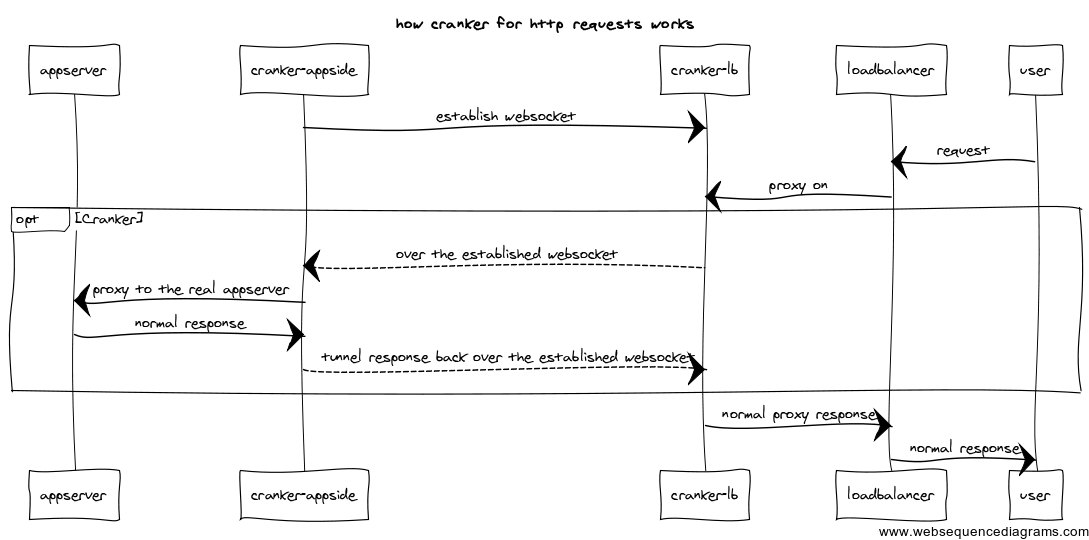 how cranker for http requests works
appserver
cranker-appside
cranker-lb
loadbalancer
user
establish websocket
request
proxy on
opt
[Cranker]
over the established websocket
proxy to the real appserver
normal response
tunnel response back over the established websocket
normal proxy response
normal response
appserver
cranker-appside
cranker-lb
loadbalancer
user
www.websequencediagrams.com